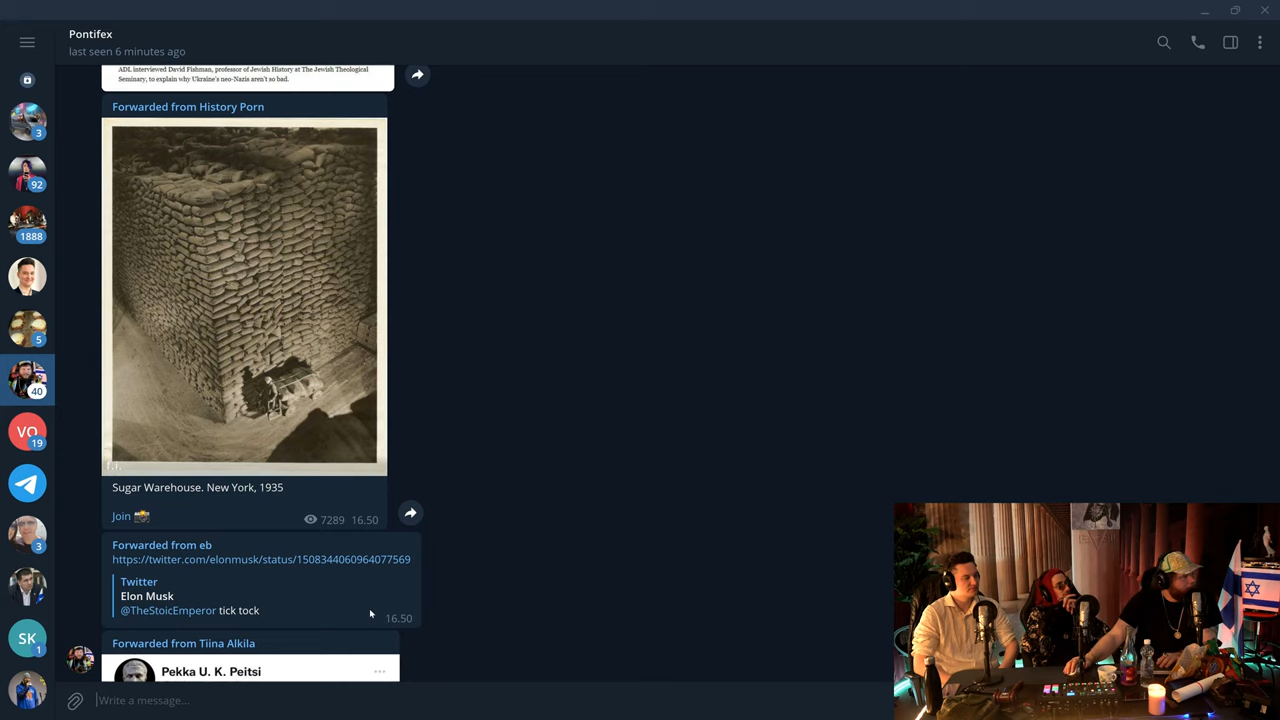 Pontifex
last seen 6 minutes ago
ADL interviewed David Fishman, professor of Jewish History at The Jewish Theological
Seminary, to explain why Ukraine's neo-Nazis aren't so bad.
Forwarded from History Porn
Sugar Warehouse. New York, 1935
Join
7289 16.50
Forwarded from eb
https://twitter.com/elonmusk/status/1508344060964077569
Twitter
Elon Musk
@TheStoicEmperor tick tock
16.50
Forwarded from Tiina Alkila
Pekka U. K. Peitsi
Write a message...
3
92
1888
5
40
VO
19
3
SK
1